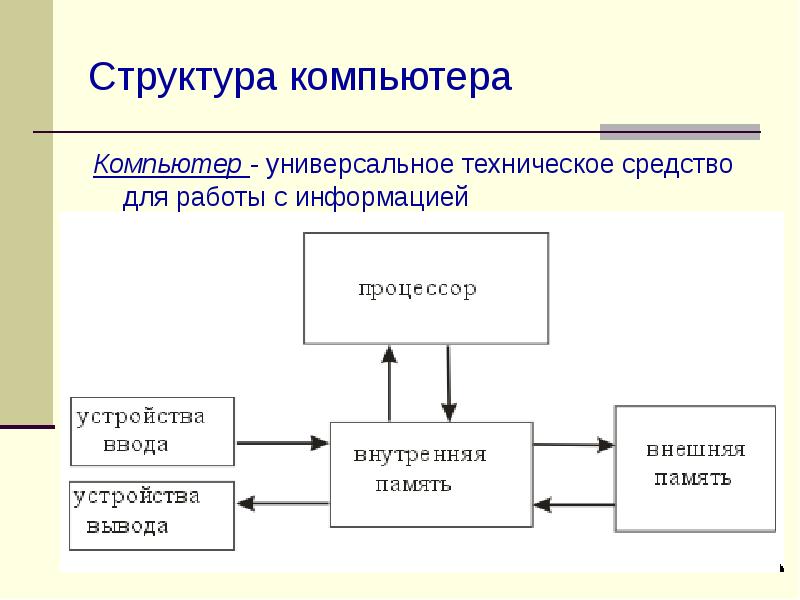 Структура компьютера
Компьютер - универсальное техническое средство
для работы с информацией
процессор
устройства
ввода
внутренняя
память
внешняя
память
устройства
вывода